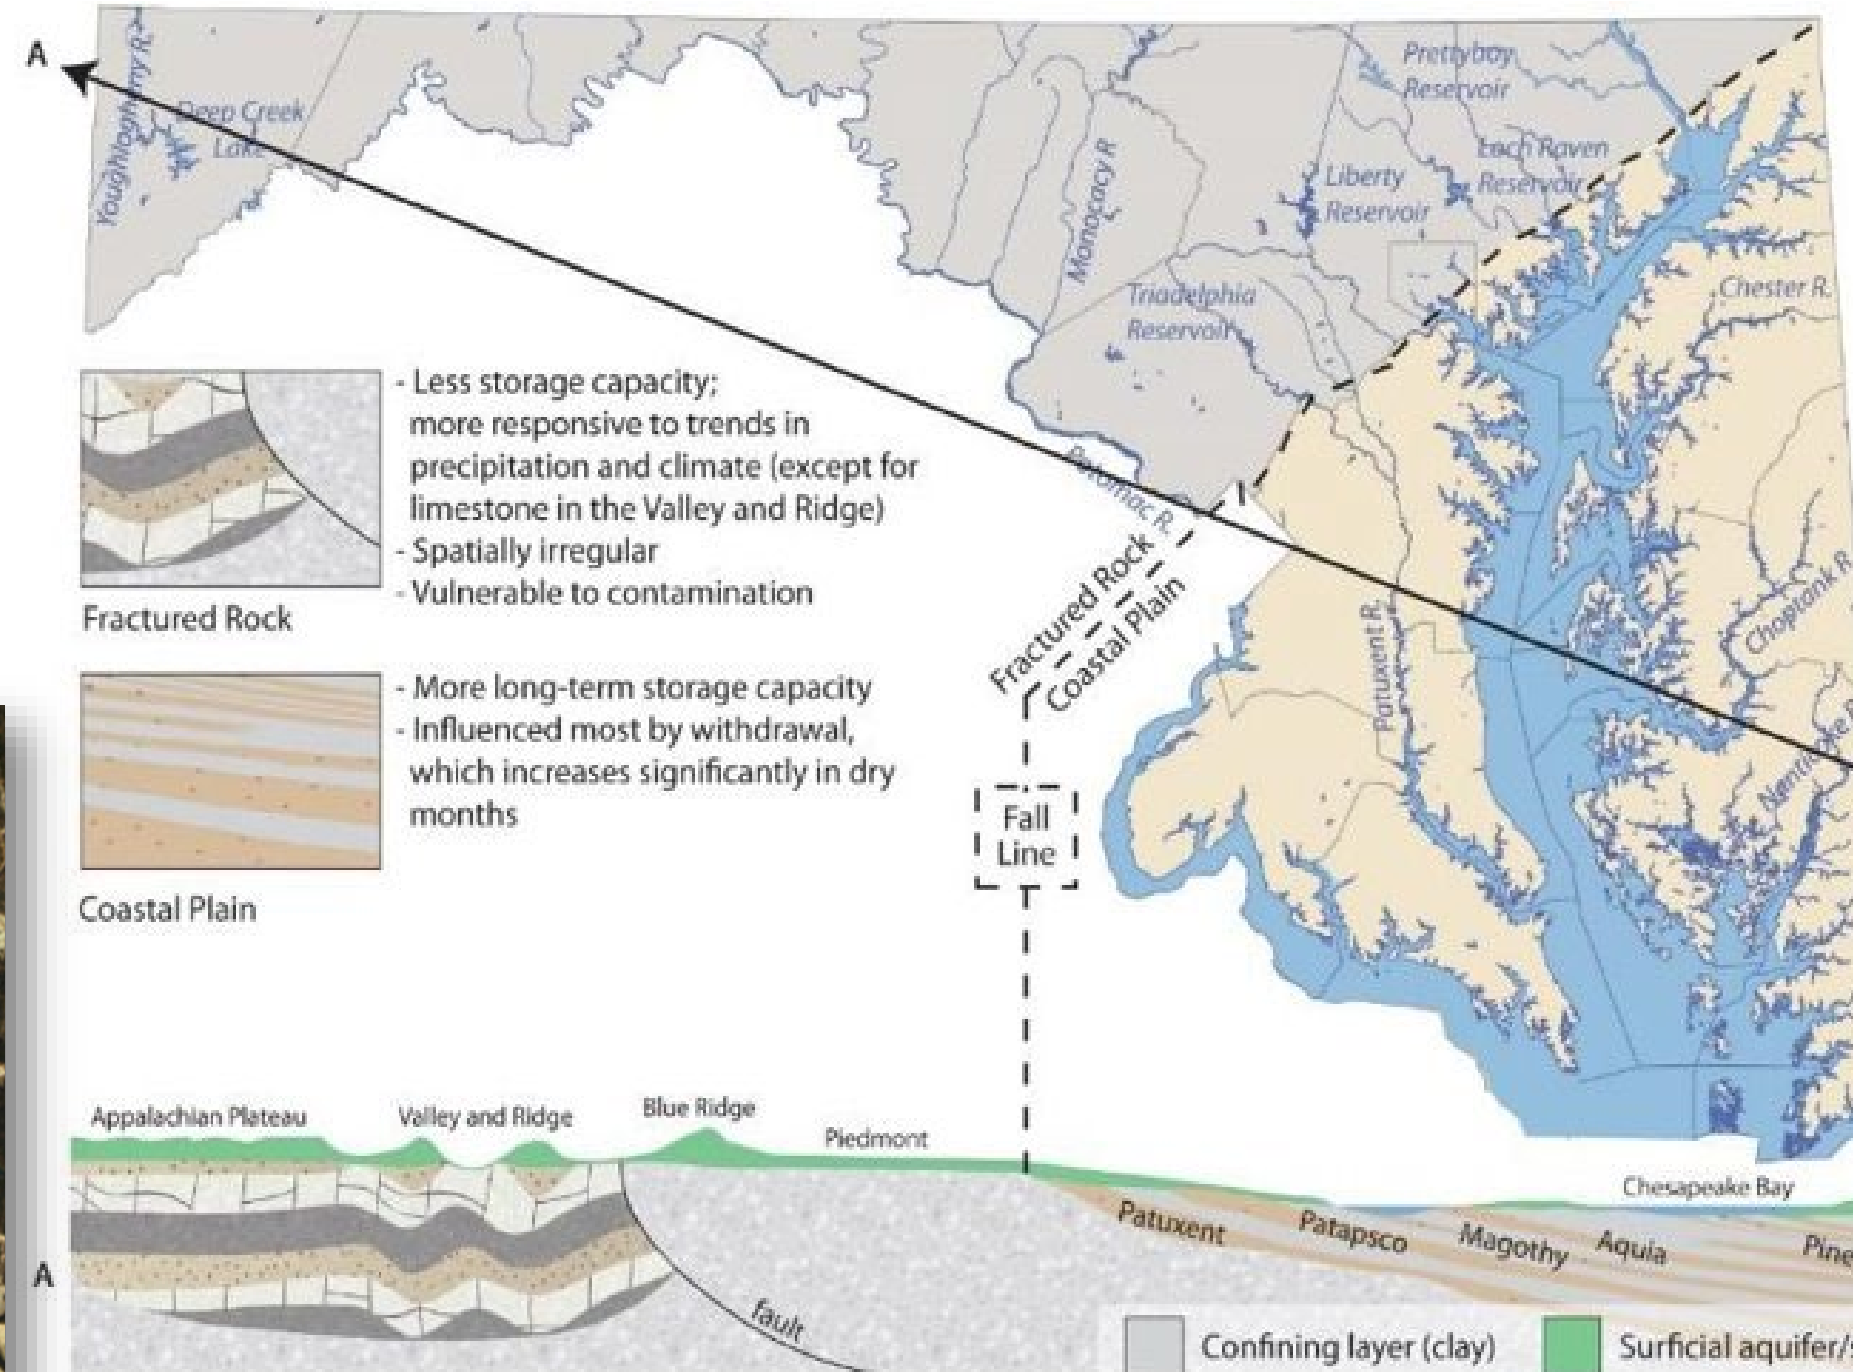 A
Youghiogheny R.
Deep Creek
Lake
Monocacy R
Prettyboy
Reservoir
Loch Raven
Reservoir
Liberty
Reservoir
Triadelphia
Reservoir
Chester R.
Potomac R.
Patuxent R.
Choptank R
- Less storage capacity;
more responsive to trends in
precipitation and climate (except for
limestone in the Valley and Ridge)
- Spatially irregular
- Vulnerable to contamination
Fractured Rock
- More long-term storage capacity
- Influenced most by withdrawal,
which increases significantly in dry
months
Coastal Plain
Fractured Rock
Coastal Plain
Fall
Line
Appalachian Plateau
Valley and Ridge
Blue Ridge
Piedmont
Chesapeake Bay
Patuxent
Patapsco
Magothy
Aquia
Pine
A
fault
Confining layer (clay)
Surficial aquifer/